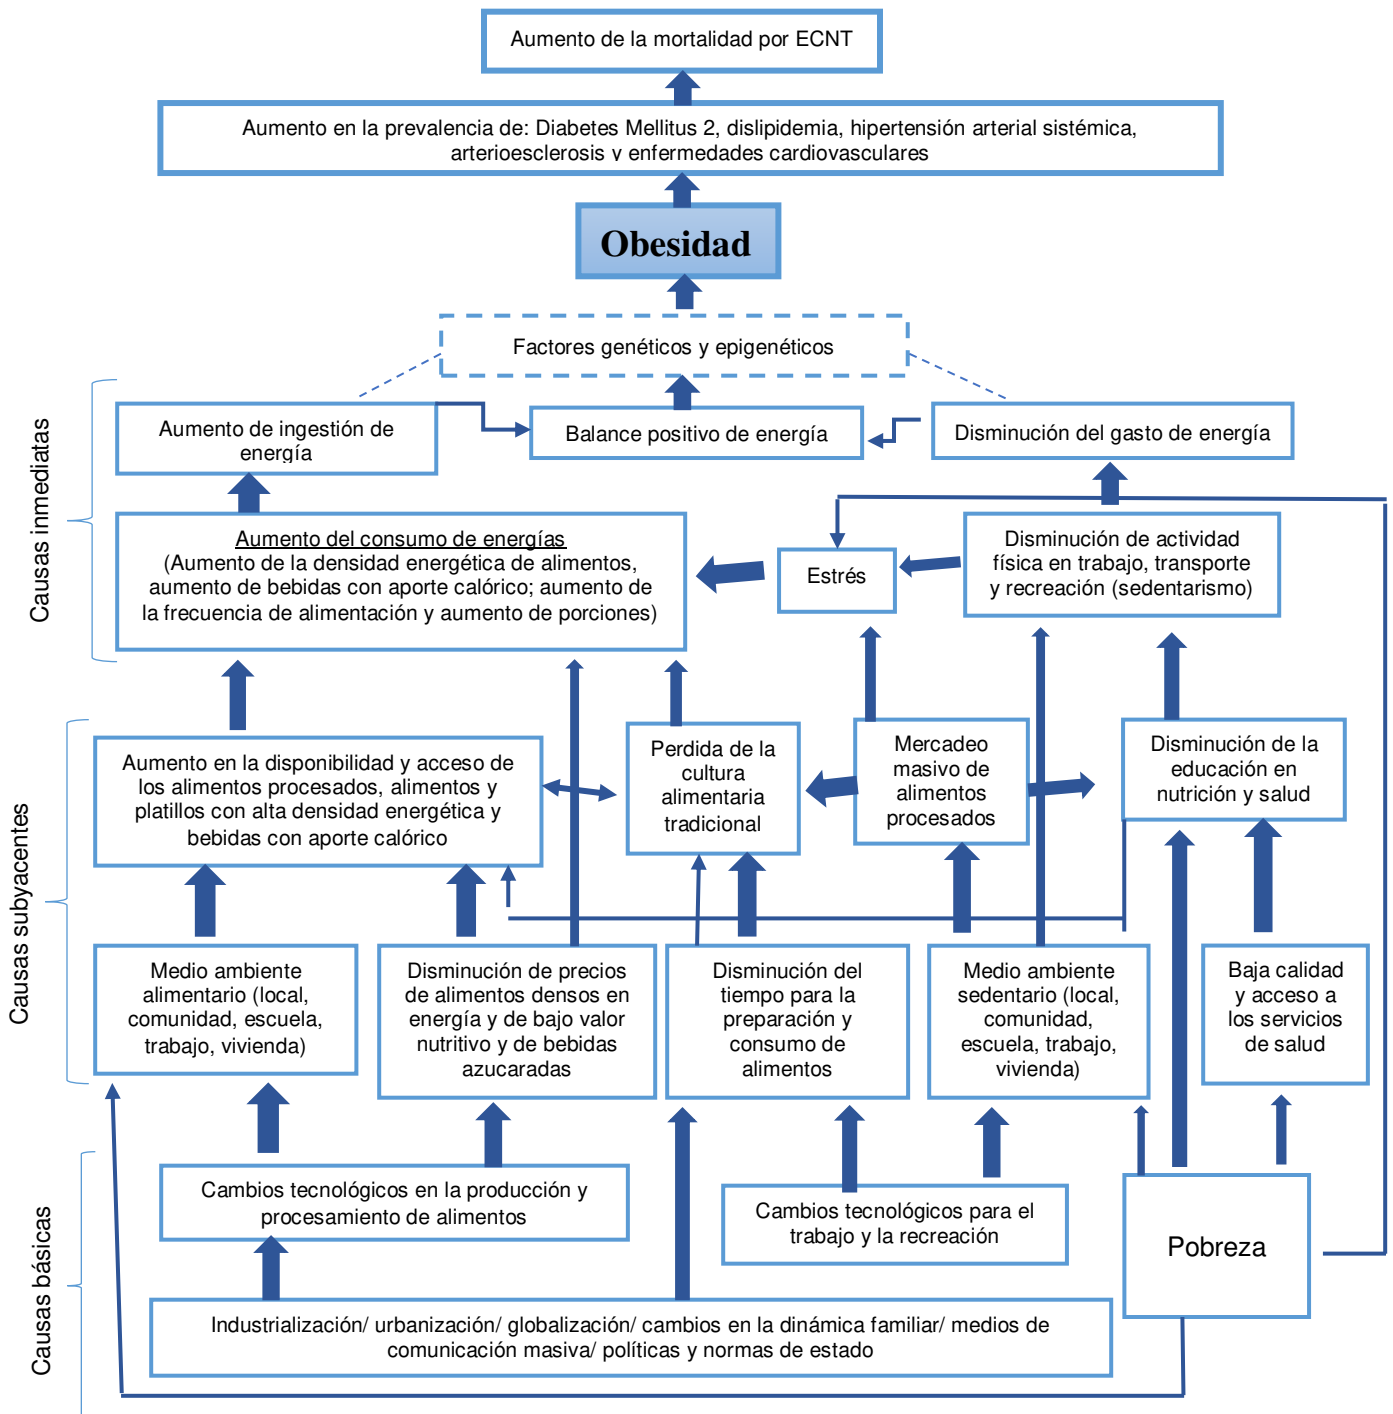 Aumento de la mortalidad por ECNT
Aumento en la prevalencia de: Diabetes Mellitus 2, dislipidemia, hipertensión arterial sistémica,
arterioesclerosis y enfermedades cardiovasculares
Obesidad
Factores genéticos y epigenéticos
Causas inmediatas
Aumento de ingestión de
energía
Balance positivo de energía
Disminución del gasto de energía
Aumento del consumo de energías
(Aumento de la densidad energética de alimentos,
aumento de bebidas con aporte calórico; aumento de
la frecuencia de alimentación y aumento de porciones)
Estrés
Disminución de actividad
física en trabajo, transporte
y recreación (sedentarismo)
Causas subyacentes
Aumento en la disponibilidad y acceso de
los alimentos procesados, alimentos y
platillos con alta densidad energética y
bebidas con aporte calórico
Perdida de la
cultura
alimentaria
tradicional
Mercadeo
masivo de
alimentos
procesados
Disminución de la
educación en
nutrición y salud
Medio ambiente
alimentario (local,
comunidad, escuela,
trabajo, vivienda)
Disminución de precios
de alimentos densos en
energía y de bajo valor
nutritivo y de bebidas
azucaradas
Disminución del
tiempo para la
preparación y
consumo de
alimentos
Medio ambiente
sedentario (local,
comunidad,
escuela, trabajo,
vivienda)
Baja calidad
y acceso a
los servicios
de salud
Causas básicas
Cambios tecnológicos en la producción y
procesamiento de alimentos
Cambios tecnológicos para el
trabajo y la recreación
Pobreza
Industrialización/ urbanización/ globalización/ cambios en la dinámica familiar/ medios de
comunicación masiva/ políticas y normas de estado